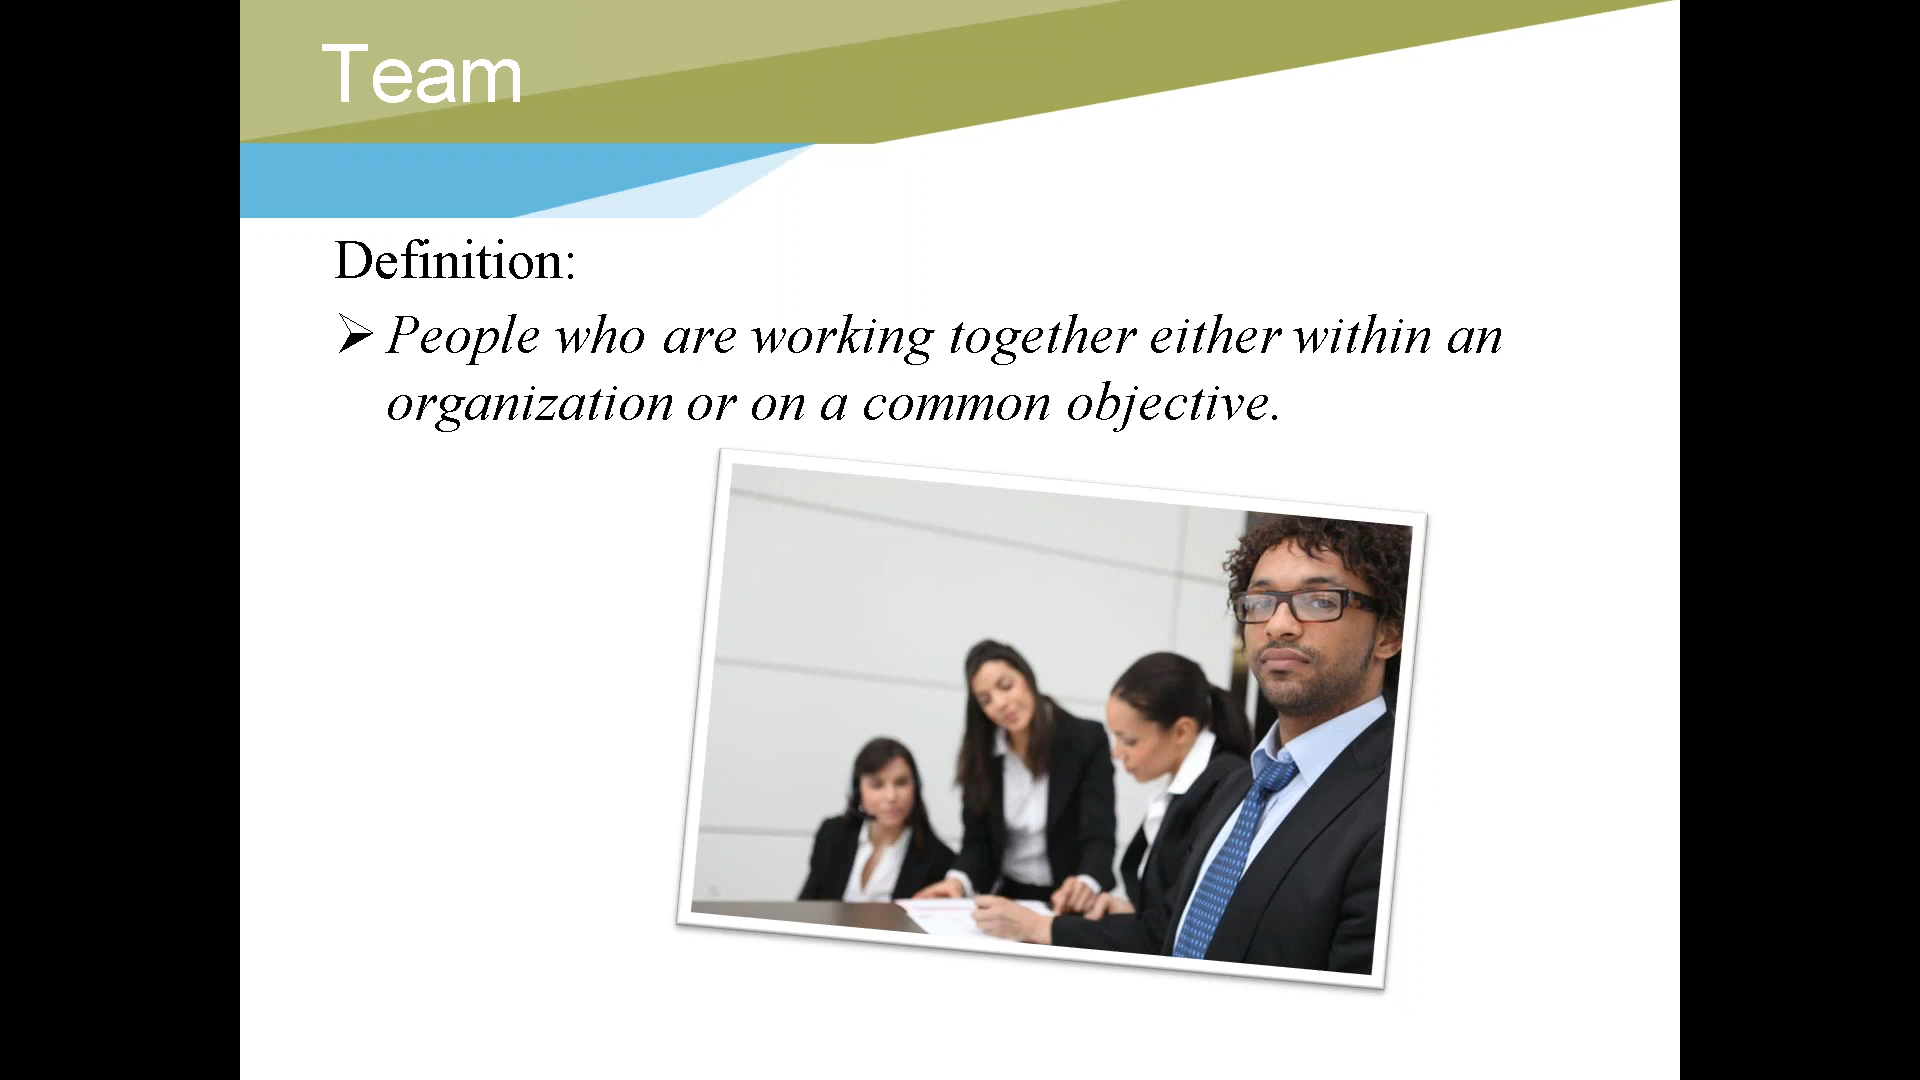 Team
Definition:
➢ People who are working together either within an
organization or on a common objective.